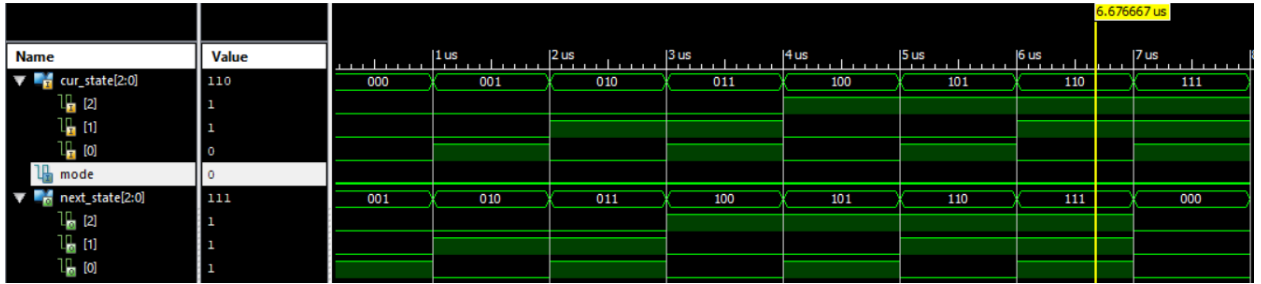 6.676667 us
Name Value 1 us 2 us 3 us 4 us 5 us 6 us 7 us
cur_state[2:0] 110 000 001 010 011 100 101 110 111
[2] 1
[1] 1
[0] 0
mode 0
next_state[2:0] 111 001 010 011 100 101 110 111 000
[2] 1
[1] 1
[0] 1